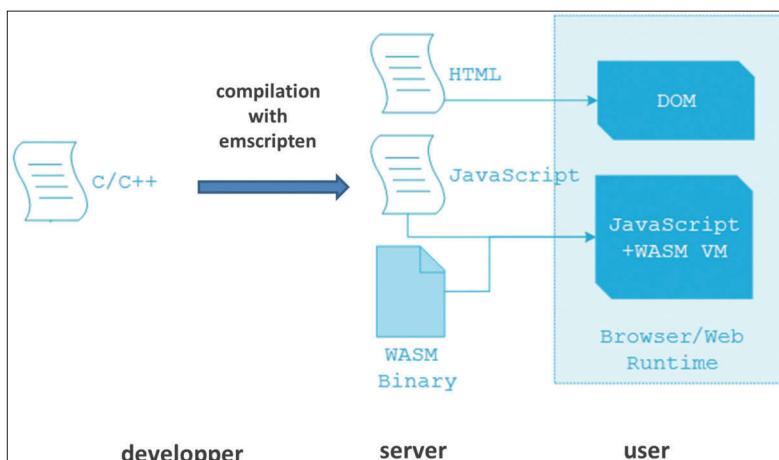 HTML
compilation
with
emscripten
DOM
C/C++
JavaScript
JavaScript
+WASM VM
WASM
Binary
Browser/Web
Runtime
developper
server
user